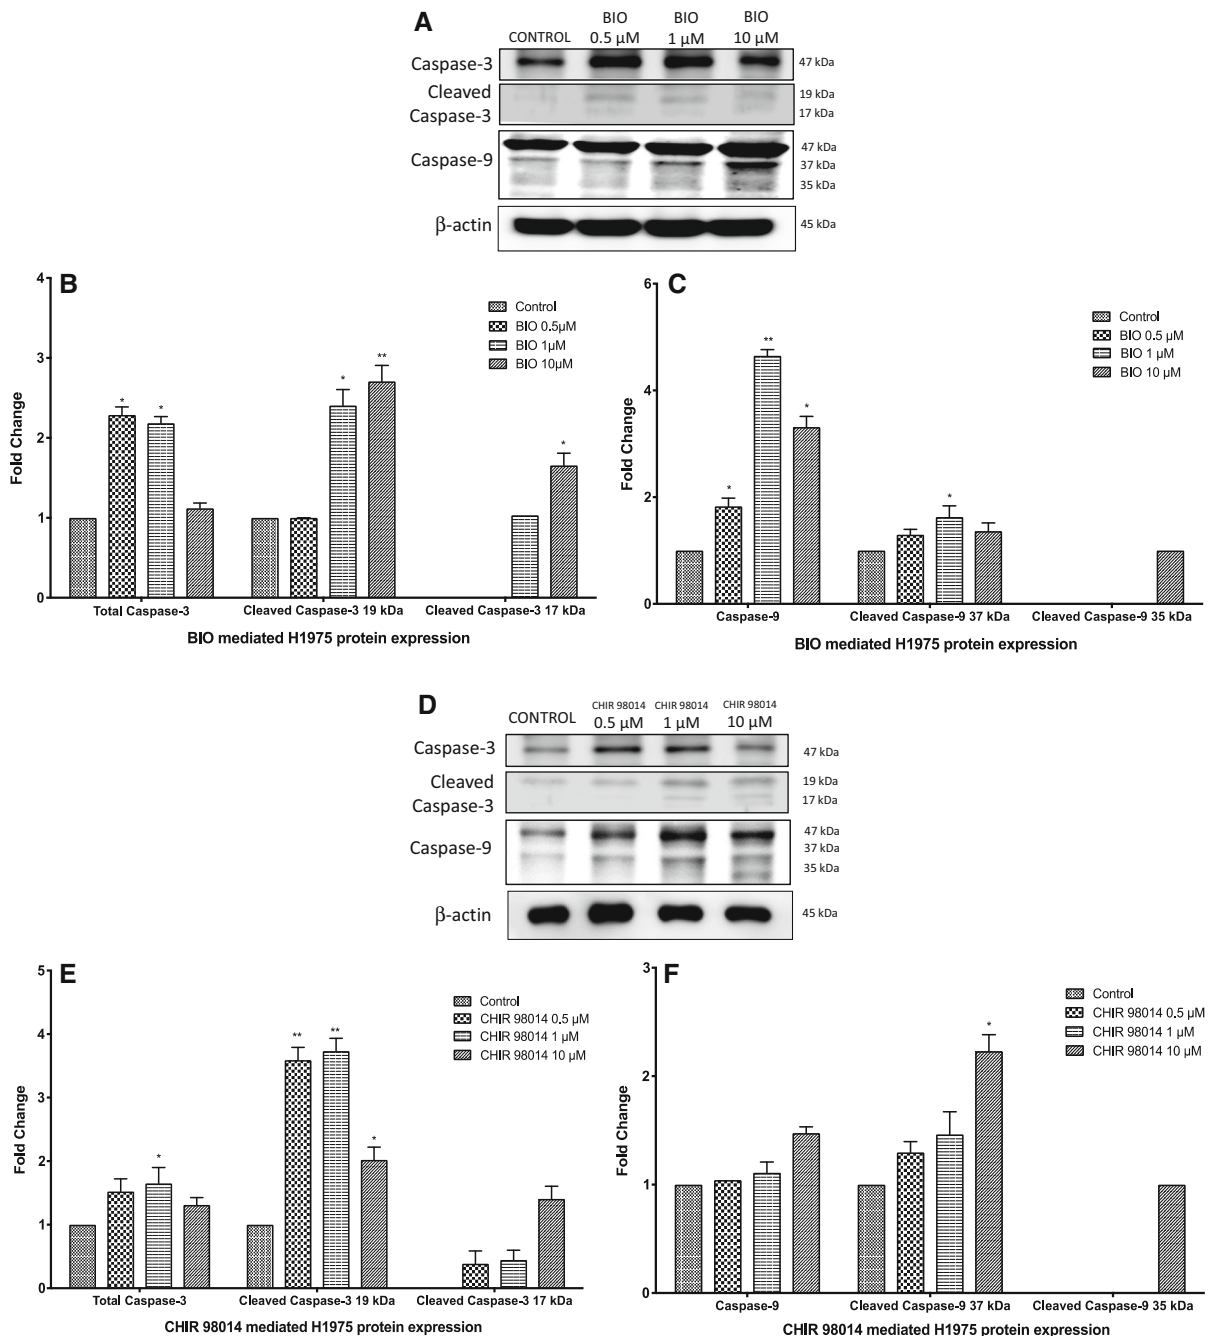 A
CONTROL
BIO
0.5 µM
BIO
1 µM
BIO
10 µM
Caspase-3
47 kDa
Cleaved
Caspase-3
19 kDa
17 kDa
Caspase-9
47 kDa
37 kDa
35 kDa
β-actin
45 kDa
B
4
3
2
1
0
Fold Change
Control
BIO 0.5µM
BIO 1µM
BIO 10µM
* * * ** *
Total Caspase-3 Cleaved Caspase-3 19 kDa Cleaved Caspase-3 17 kDa
BIO mediated H1975 protein expression
C
6
4
2
0
Fold Change
Control
BIO 0.5 µM
BIO 1 µM
BIO 10 µM
* ** * *
Caspase-9 Cleaved Caspase-9 37 kDa Cleaved Caspase-9 35 kDa
BIO mediated H1975 protein expression
D
CONTROL
CHIR 98014
0.5 µM
CHIR 98014
1 µM
CHIR 98014
10 µM
Caspase-3
47 kDa
Cleaved
Caspase-3
19 kDa
17 kDa
Caspase-9
47 kDa
37 kDa
35 kDa
β-actin
45 kDa
E
5
4
3
2
1
0
Fold Change
Control
CHIR 98014 0.5 µM
CHIR 98014 1 µM
CHIR 98014 10 µM
* ** ** *
Total Caspase-3 Cleaved Caspase-3 19 kDa Cleaved Caspase-3 17 kDa
CHIR 98014 mediated H1975 protein expression
F
3
2
1
0
Fold Change
Control
CHIR 98014 0.5 µM
CHIR 98014 1 µM
CHIR 98014 10 µM
*
Caspase-9 Cleaved Caspase-9 37 kDa Cleaved Caspase-9 35 kDa
CHIR 98014 mediated H1975 protein expression